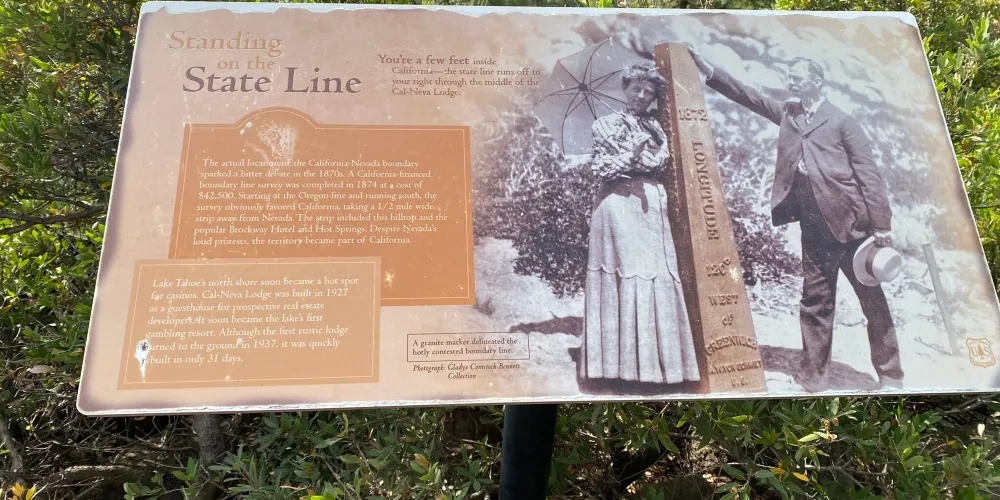 Standing
on the
State Line
You're a few feet inside
California—the state line runs off to
your right through the middle of the
Cal-Neva Lodge.
The actual location of the California-Nevada boundary
sparked a bitter debate in the 1870s. A California-financed
boundary line survey was completed in 1874 at a cost of
$42,500. Starting at the Oregon line and running south, the
survey obviously favored California, taking a 1/2 mile wide
strip away from Nevada. The strip included this hilltop and the
popular Brockway Hotel and Hot Springs. Despite Nevada's
loud protests, the territory became part of California.
Lake Tahoe's north shore soon became a hot spot
for casinos. Cal-Neva Lodge was built in 1927
as a guesthouse for prospective real estate
developers. It soon became the lake's first
gambling resort. Although the first rustic lodge
burned to the ground in 1937, it was quickly
rebuilt in only 31 days.
A granite marker delineated the
hotly contested boundary line.
Photograph: Gladys Comstock Bennett
Collection
1872
LONGITUDE
120°
WEST
OF
GREENWICH
U.S.